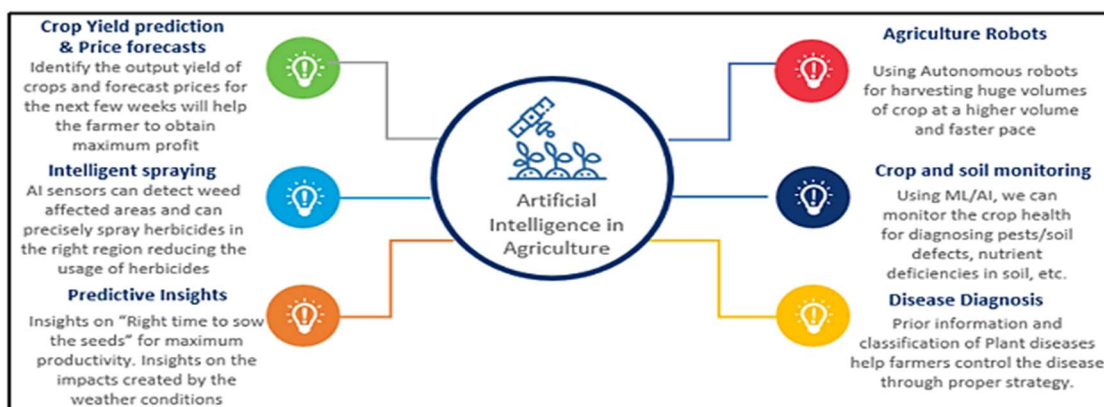 Crop Yield prediction
& Price forecasts
Identify the output yield of
crops and forecast prices for
the next few weeks will help
the farmer to obtain
maximum profit
Intelligent spraying
AI sensors can detect weed
affected areas and can
precisely spray herbicides in
the right region reducing the
usage of herbicides
Predictive Insights
Insights on “Right time to sow
the seeds” for maximum
productivity. Insights on the
impacts created by the
weather conditions
Artificial
Intelligence in
Agriculture
Agriculture Robots
Using Autonomous robots
for harvesting huge volumes
of crop at a higher volume
and faster pace
Crop and soil monitoring
Using ML/AI, we can
monitor the crop health
for diagnosing pests/soil
defects, nutrient
deficiencies in soil, etc.
Disease Diagnosis
Prior information and
classification of Plant diseases
help farmers control the disease
through proper strategy.